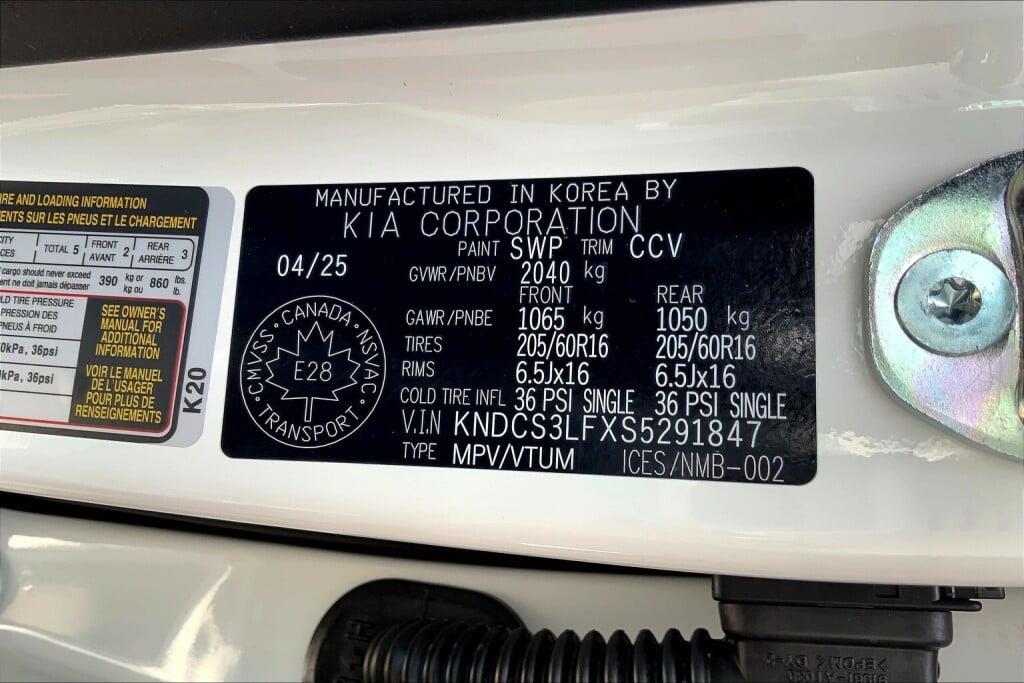 IRE AND LOADING INFORMATION
MENTS SUR LES PNEUS ET LE CHARGEMENT
CITY
CES
TOTAL 5
FRONT
AVANT 2
REAR
ARRIÈRE 3
cargo should never exceed
nt ne doit jamais dépasser
390 kg or
kg ou
860 lbs.
lb.
LD TIRE PRESSURE
PRESSION DES
PNEUS À FROID
0kPa, 36psi
0kPa, 36psi
SEE OWNER'S
MANUAL FOR
ADDITIONAL
INFORMATION
VOIR LE MANUEL
DE L'USAGER
POUR PLUS DE
RENSEIGNEMENTS
K20
MANUFACTURED IN KOREA BY
KIA CORPORATION
PAINT SWP TRIM CCV
04/25
GVWR/PNBV 2040 kg
FRONT REAR
GAWR/PNBE 1065 kg 1050 kg
TIRES 205/60R16 205/60R16
RIMS 6.5Jx16 6.5Jx16
COLD TIRE INFL 36 PSI SINGLE 36 PSI SINGLE
V.I.N KNDCS3LFXS5291847
TYPE MPV/VTUM ICES/NMB-002
CANADA
CMVSS · NSVAC
E28
TRANSPORT
>EPDM<